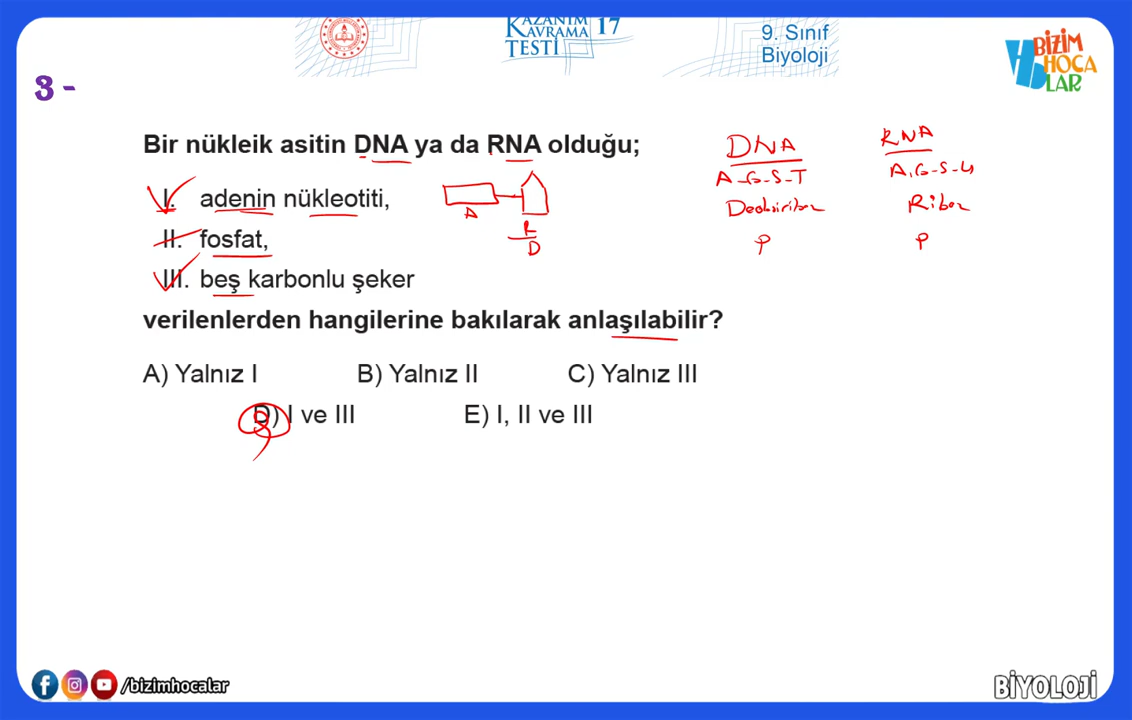 KAZANIM
KAVRAMA 17
TESTİ
9. Sınıf
Biyoloji
BİZİM
HOCA
LAR
3 -
Bir nükleik asitin DNA ya da RNA olduğu;
I. adenin nükleotiti,
II. fosfat,
III. beş karbonlu şeker
verilenlerden hangilerine bakılarak anlaşılabilir?
A) Yalnız I B) Yalnız II C) Yalnız III
D) I ve III E) I, II ve III
A
R
D
DNA
A-G-S-T
P
RNA
A, G-S-U
Riboz
P
/bizimhocalar
BİYOLOJİ